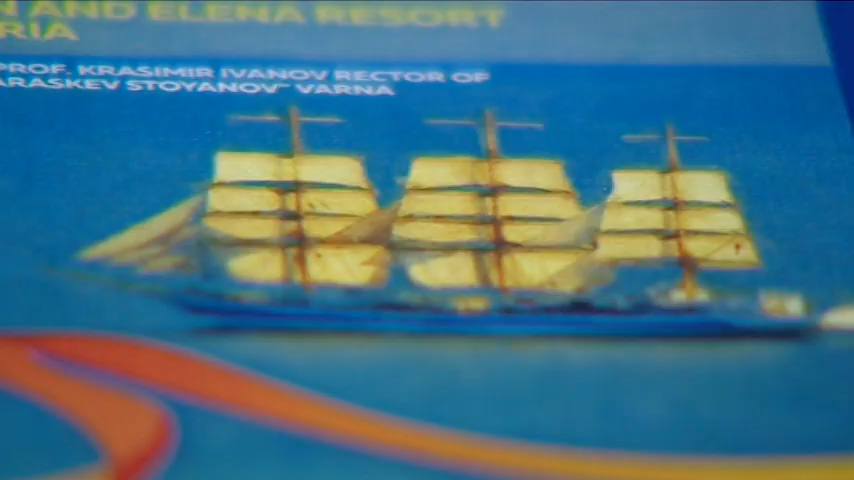 N AND ELENA RESORT
RIA
PROF. KRASIMIR IVANOV RECTOR OF
ARASKEV STOYANOV" VARNA